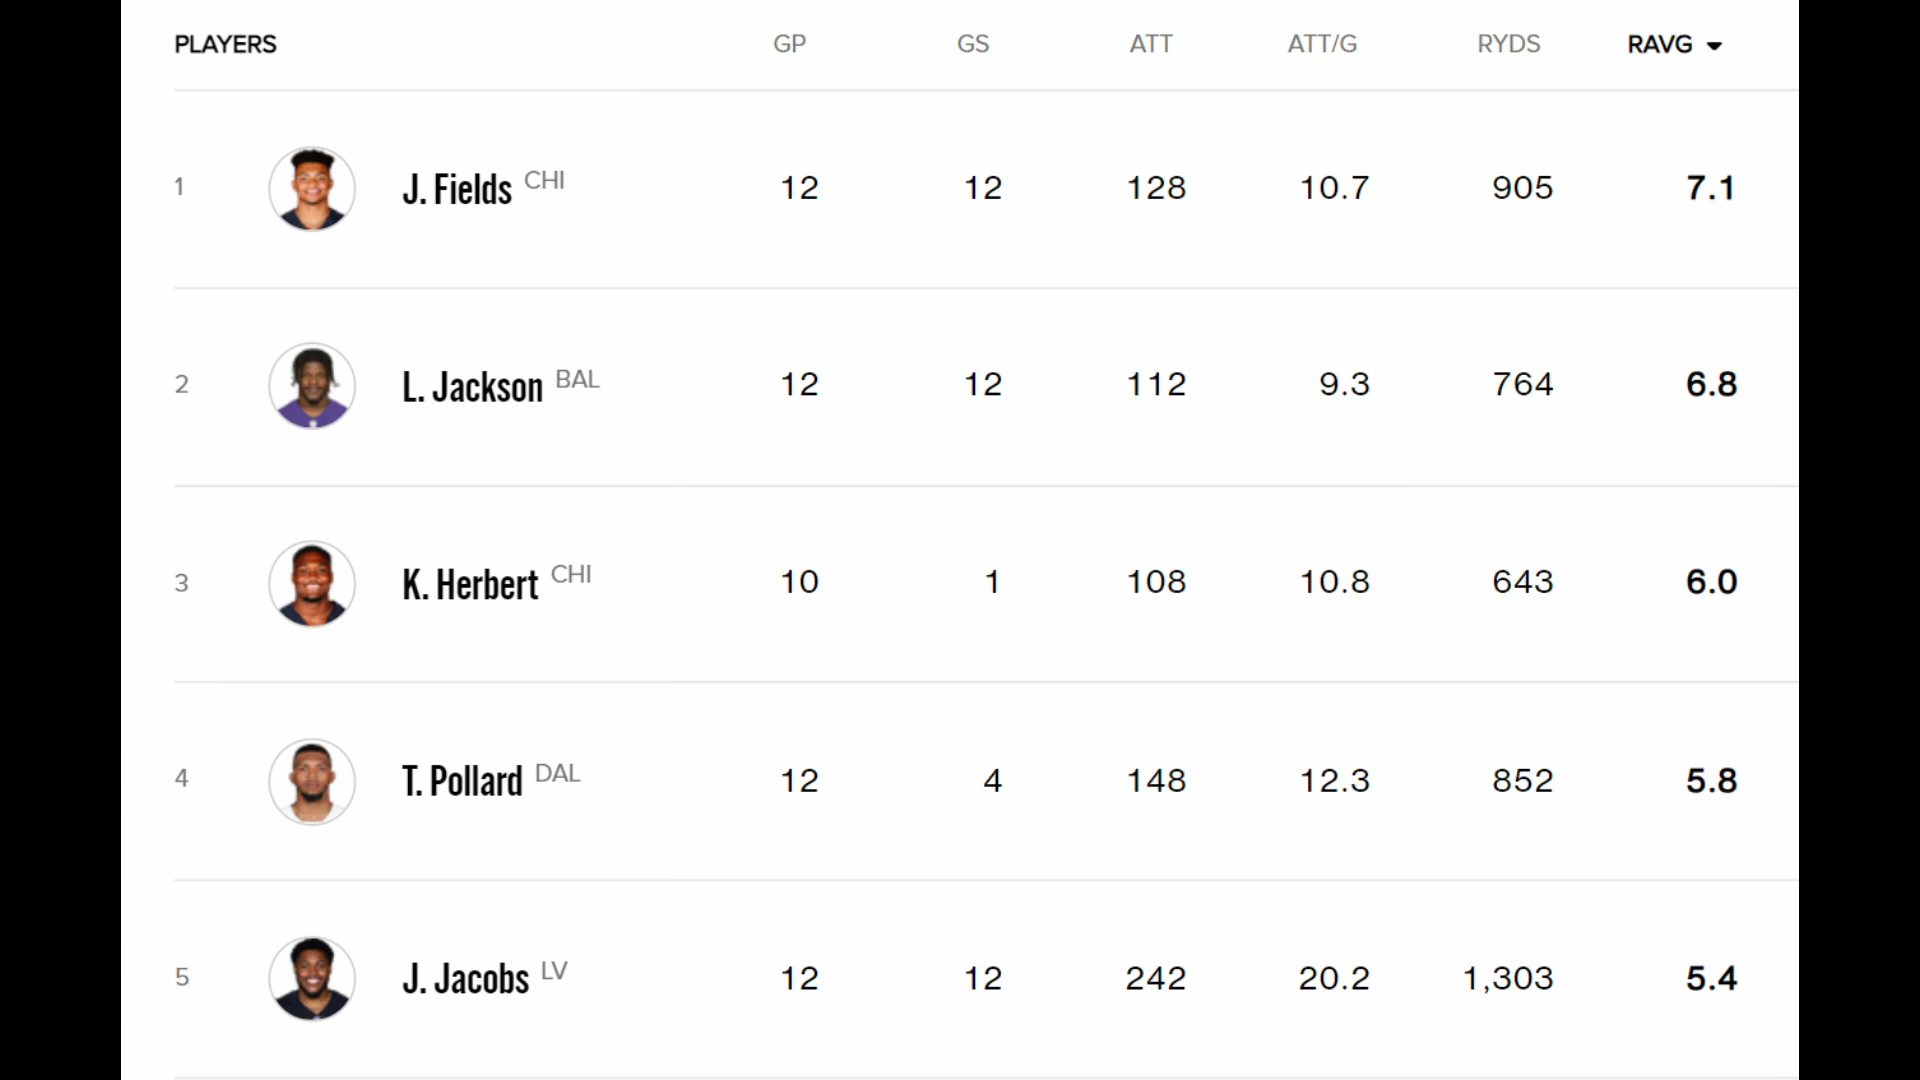 PLAYERS GP GS ATT ATT/G RYDS RAVG
1 J. Fields CHI 12 12 128 10.7 905 7.1
2 L. Jackson BAL 12 12 112 9.3 764 6.8
3 K. Herbert CHI 10 1 108 10.8 643 6.0
4 T. Pollard DAL 12 4 148 12.3 852 5.8
5 J. Jacobs LV 12 12 242 20.2 1,303 5.4